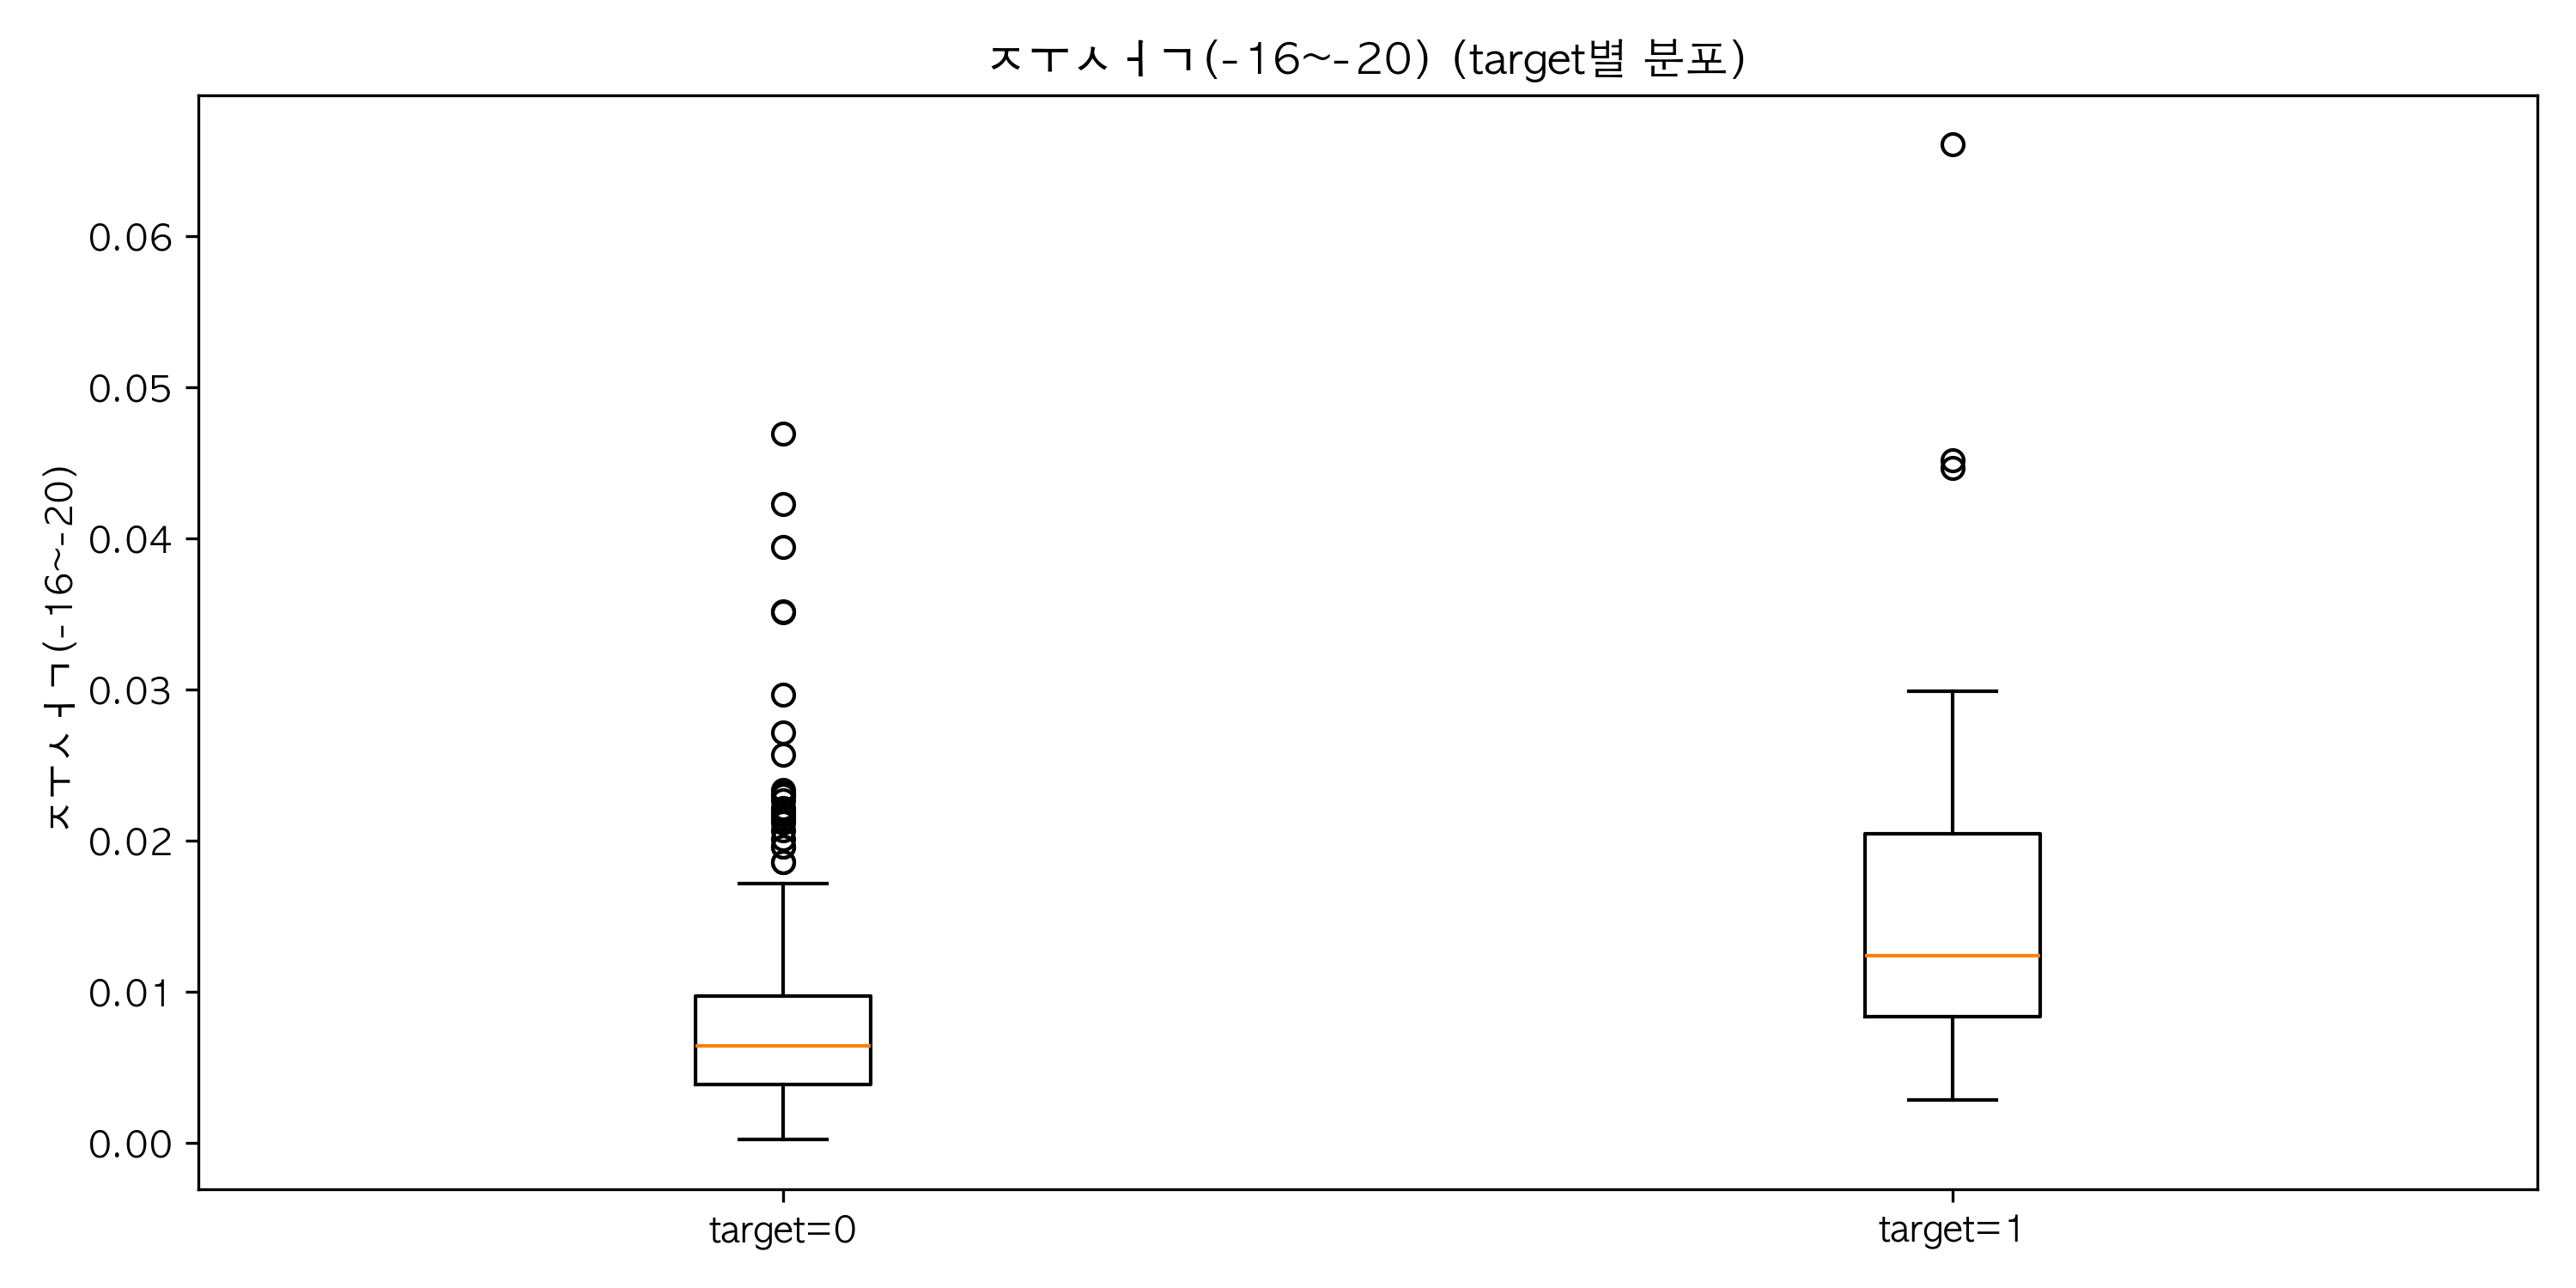 ㅈㅜㅅㅓㄱ(-16~-20) (target별 분포)
ㅈㅜㅅㅓㄱ(-16~-20)
0.06
0.05
0.04
0.03
0.02
0.01
0.00
target=0
target=1